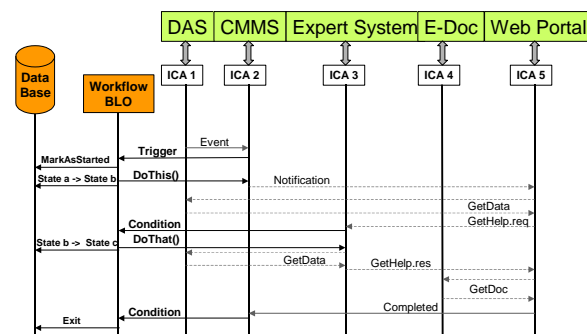 DAS CMMS Expert System E-Doc Web Portal
Data Base
Workflow BLO
ICA 1 ICA 2 ICA 3 ICA 4 ICA 5
Event
Trigger
MarkAsStarted
State a -> State b
DoThis()
Notification
GetData
GetHelp.req
Condition
State b -> State c
DoThat()
GetData
GetHelp.res
GetDoc
Completed
Condition
Exit